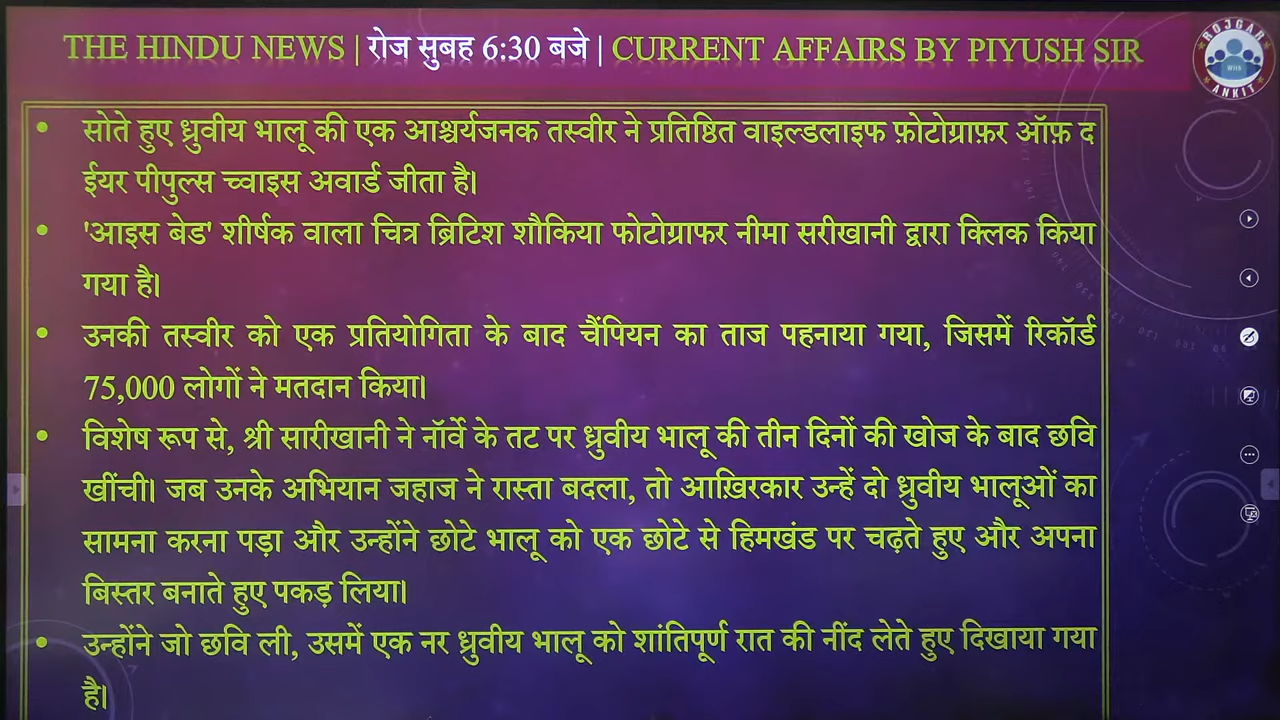 THE HINDU NEWS | रोज सुबह 6:30 बजे | CURRENT AFFAIRS BY PIYUSH SIR
ROJGAR
WITH
ANKIT
• सोते हुए ध्रुवीय भालू की एक आश्चर्यजनक तस्वीर ने प्रतिष्ठित वाइल्डलाइफ फ़ोटोग्राफ़र ऑफ़ द
ईयर पीपुल्स च्वाइस अवार्ड जीता है।
• 'आइस बेड' शीर्षक वाला चित्र ब्रिटिश शौकिया फोटोग्राफर नीमा सरीखानी द्वारा क्लिक किया
गया है।
• उनकी तस्वीर को एक प्रतियोगिता के बाद चैंपियन का ताज पहनाया गया, जिसमें रिकॉर्ड
75,000 लोगों ने मतदान किया।
• विशेष रूप से, श्री सारीखानी ने नॉर्वे के तट पर ध्रुवीय भालू की तीन दिनों की खोज के बाद छवि
खींची। जब उनके अभियान जहाज ने रास्ता बदला, तो आख़िरकार उन्हें दो ध्रुवीय भालूओं का
सामना करना पड़ा और उन्होंने छोटे भालू को एक छोटे से हिमखंड पर चढ़ते हुए और अपना
बिस्तर बनाते हुए पकड़ लिया।
• उन्होंने जो छवि ली, उसमें एक नर ध्रुवीय भालू को शांतिपूर्ण रात की नींद लेते हुए दिखाया गया
है।